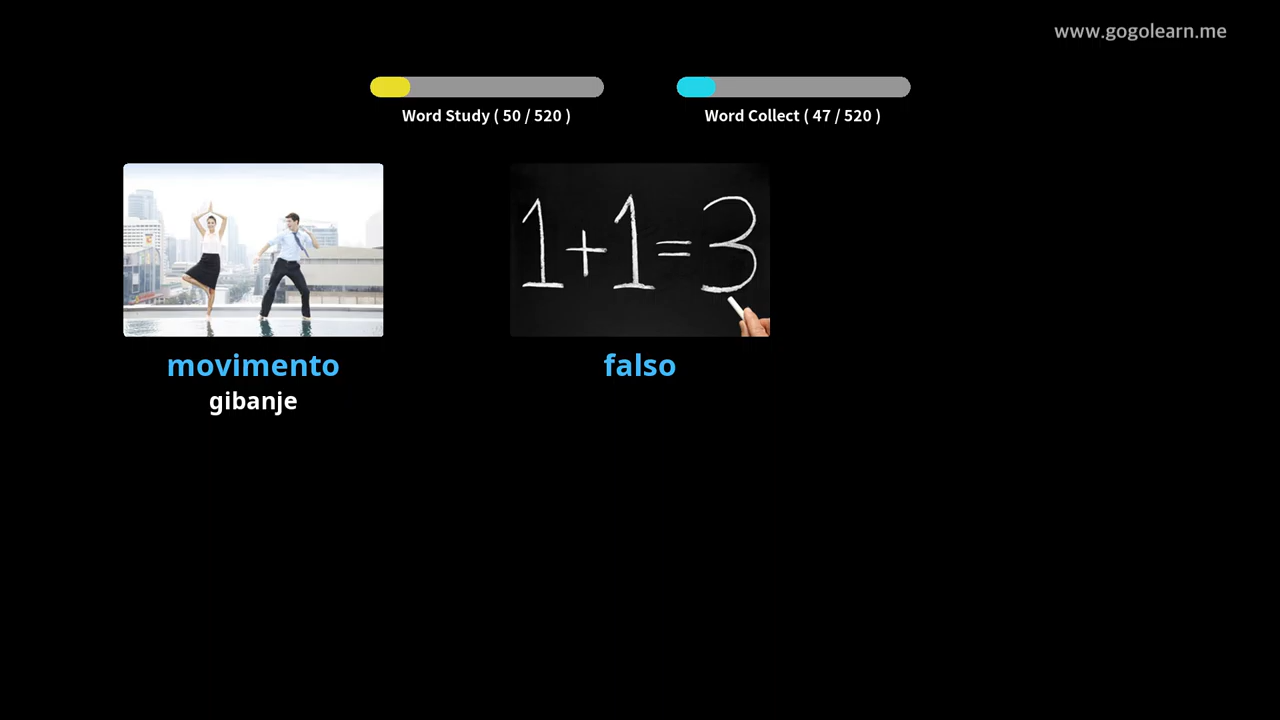 www.gogolearn.me
Word Study ( 50 / 520 )
Word Collect ( 47 / 520 )
1+1=3
movimento
gibanje
falso